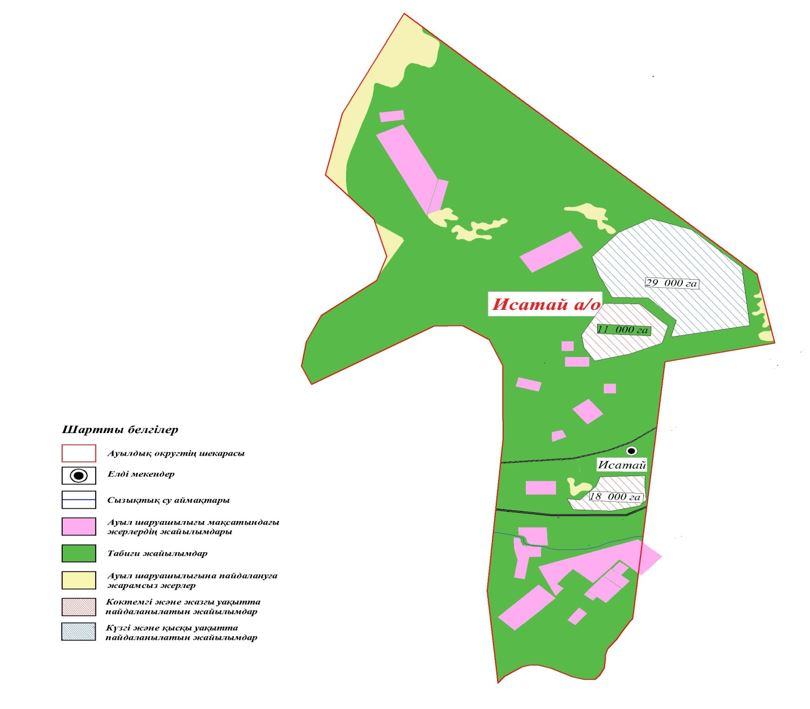 29 000 га
Исатай а/о
11 000 га
Исатай
18 000 га
Шартты белгілер
Ауылдық округтің шекарасы
Елді мекендер
Сызықтық су аймақтары
Ауыл шаруашылығы мақсатындағы
жерлердің жайылымдары
Табиғи жайылымдар
Ауыл шаруашылығына пайдалануға
жарамсыз жерлер
Көктемгі және жазғы уақытта
пайдаланылатын жайылымдар
Күзгі және қысқы уақытта
пайдаланылатын жайылымдар